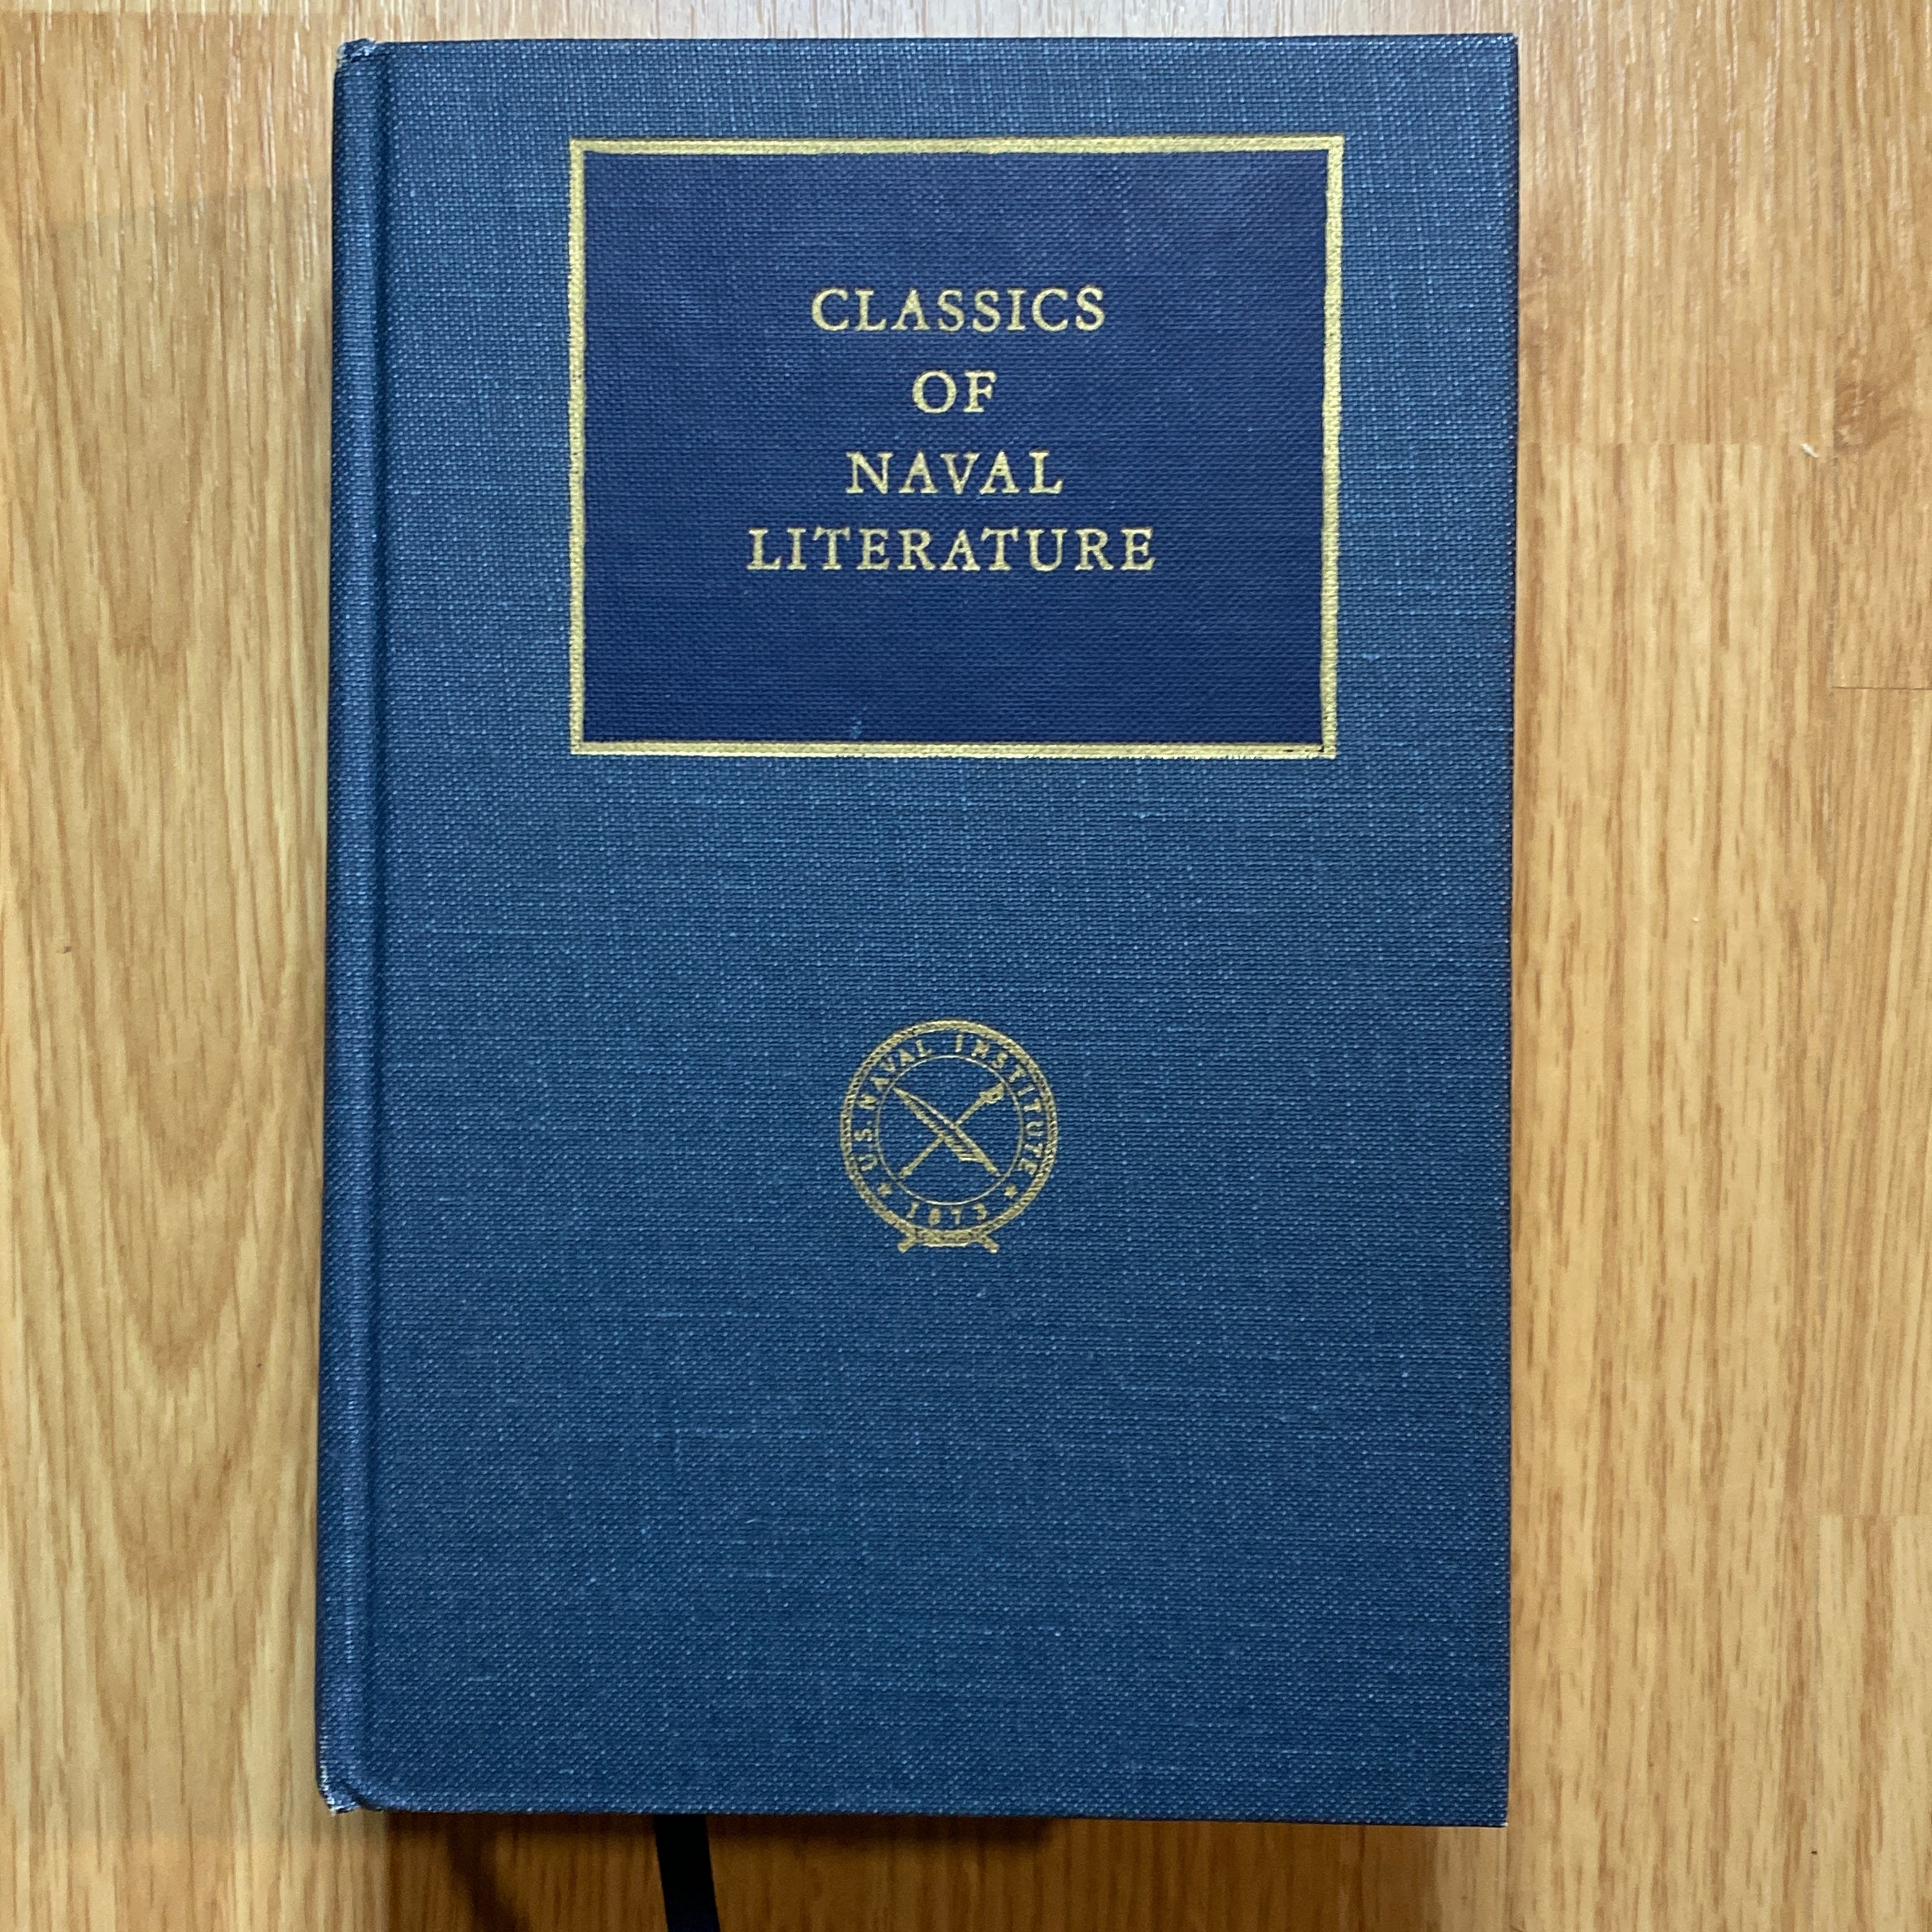 CLASSICS
OF
NAVAL
LITERATURE
U.S. NAVAL INSTITUTE
1873